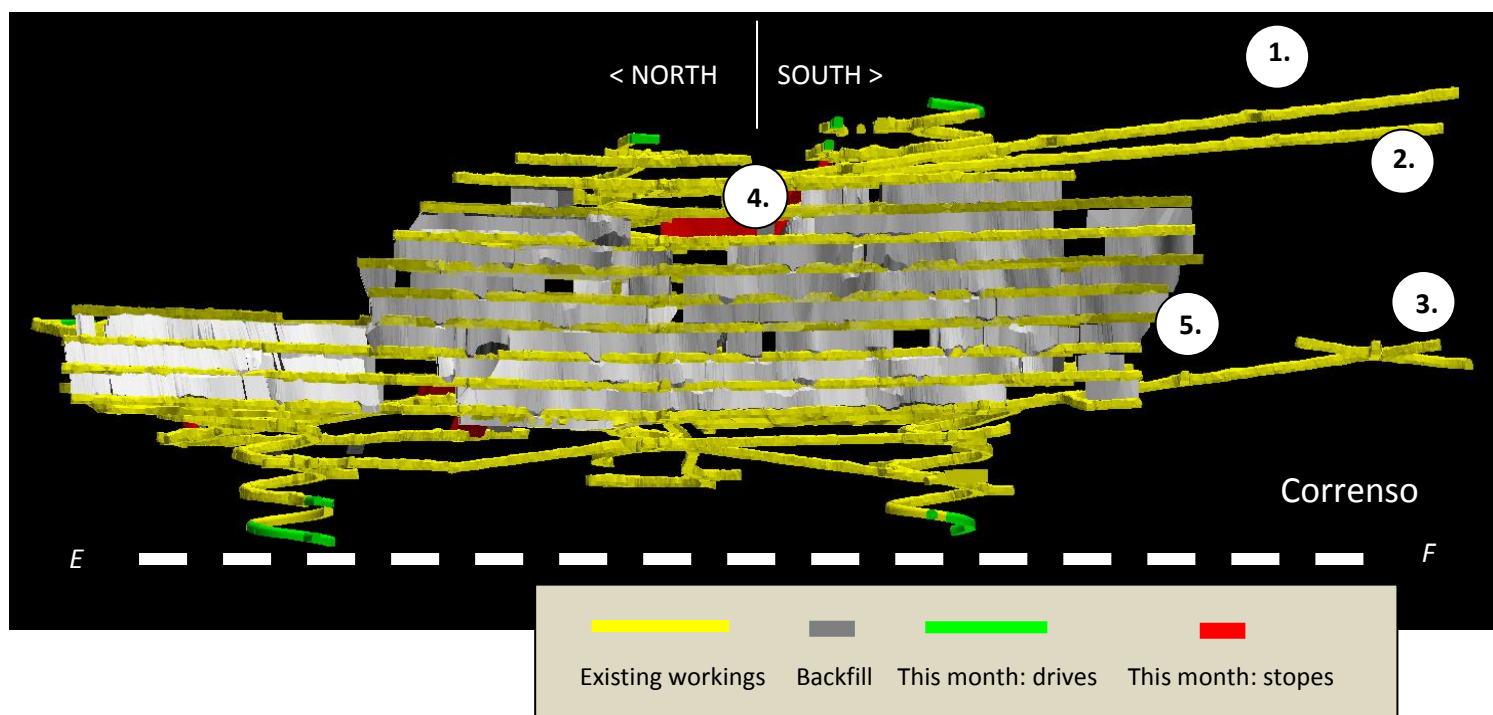 < NORTH SOUTH >
1.
2.
3.
4.
5.
Correnso
E F
Existing workings Backfill This month: drives This month: stopes